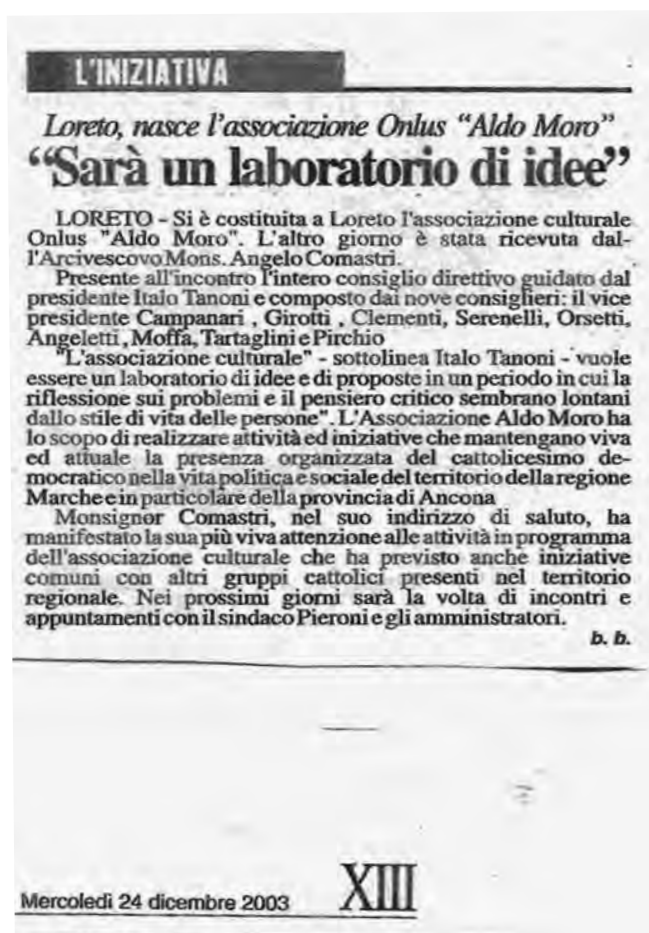 L'INIZIATIVA
Loreto, nasce l'associazione Onlus “Aldo Moro”
“Sarà un laboratorio di idee”
LORETO - Si è costituita a Loreto l'associazione culturale
Onlus "Aldo Moro". L'altro giorno è stata ricevuta dal-
l'Arcivescovo Mons. Angelo Comastri.
Presente all'incontro l'intero consiglio direttivo guidato dal
presidente Italo Tanoni e composto dai nove consiglieri: il vice
presidente Campanari , Girotti , Clementi, Serenelli, Orsetti,
Angeletti , Moffa, Tartaglini e Pirchio
"L'associazione culturale" - sottolinea Italo Tanoni - vuole
essere un laboratorio di idee e di proposte in un periodo in cui la
riflessione sui problemi e il pensiero critico sembrano lontani
dallo stile di vita delle persone". L'Associazione Aldo Moro ha
lo scopo di realizzare attività ed iniziative che mantengano viva
ed attuale la presenza organizzata del cattolicesimo de-
mocratico nella vita politica e sociale del territorio della regione
Marche e in particolare della provincia di Ancona
Monsignor Comastri, nel suo indirizzo di saluto, ha
manifestato la sua più viva attenzione alle attività in programma
dell'associazione culturale che ha previsto anche iniziative
comuni con altri gruppi cattolici presenti nel territorio
regionale. Nei prossimi giorni sarà la volta di incontri e
appuntamenti con il sindaco Pieroni e gli amministratori.
b. b.
Mercoledì 24 dicembre 2003 XIII